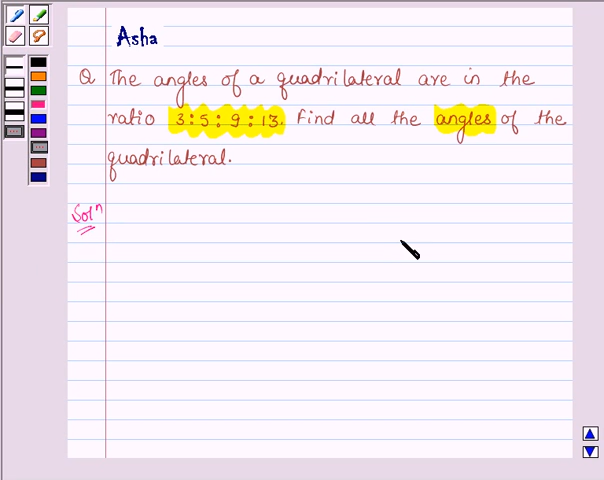 Asha
Q The angles of a quadrilateral are in the
ratio 3:5:9:13. Find all the angles of the
quadrilateral.
Solⁿ